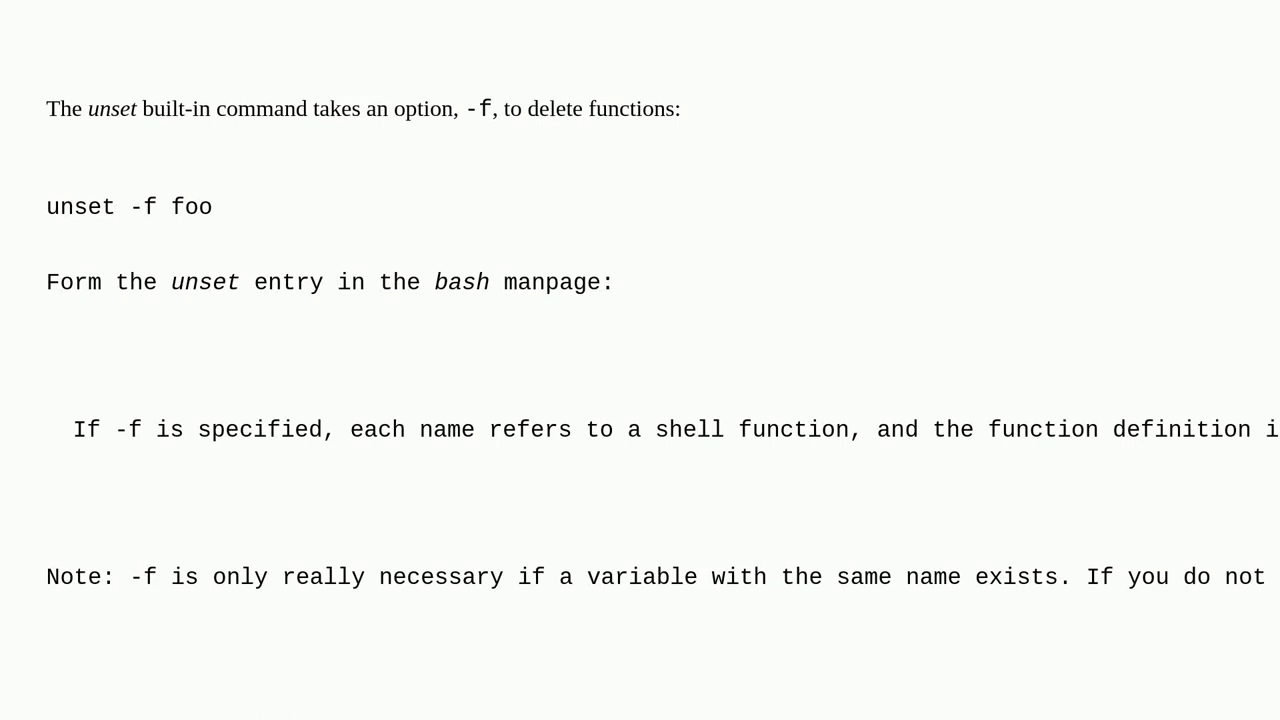 The unset built-in command takes an option, -f, to delete functions:
unset -f foo
Form the unset entry in the bash manpage:
If -f is specified, each name refers to a shell function, and the function definition i
Note: -f is only really necessary if a variable with the same name exists. If you do not